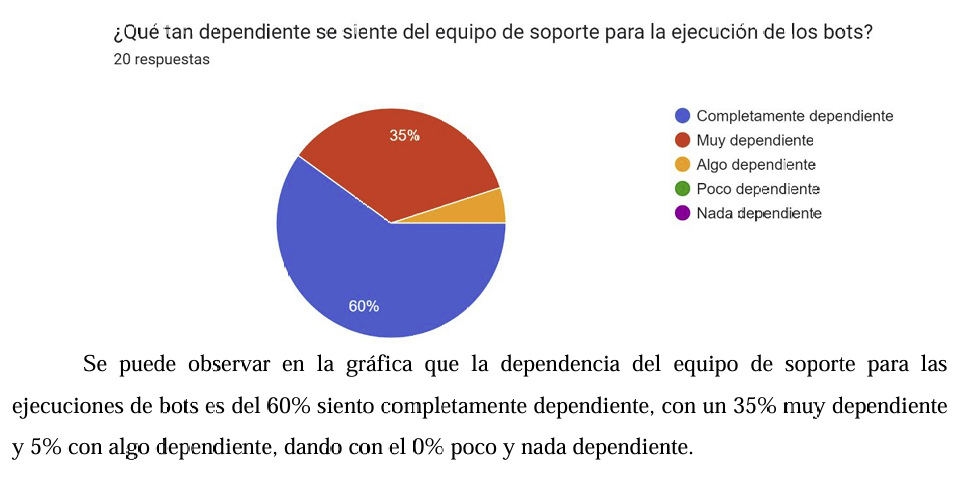 ¿Qué tan dependiente se siente del equipo de soporte para la ejecución de los bots?
20 respuestas
35%
60%
Completamente dependiente
Muy dependiente
Algo dependiente
Poco dependiente
Nada dependiente
Se puede observar en la gráfica que la dependencia del equipo de soporte para las
ejecuciones de bots es del 60% siento completamente dependiente, con un 35% muy dependiente
y 5% con algo dependiente, dando con el 0% poco y nada dependiente.